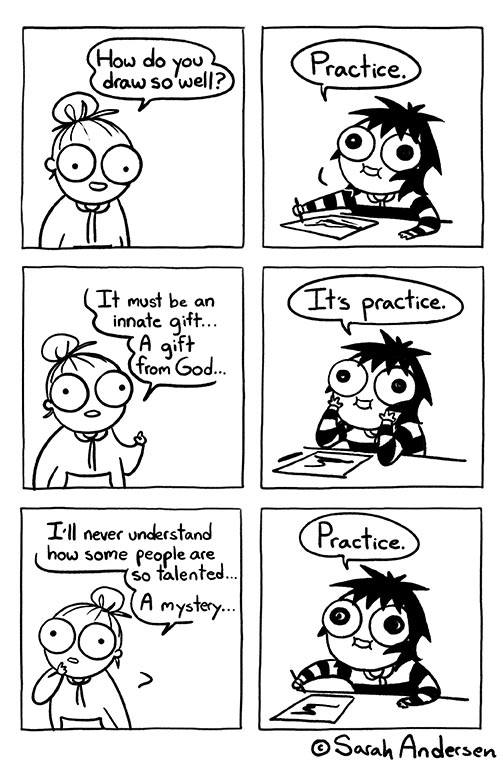 How do you
draw so well?
Practice.
It must be an
innate gift...
A gift
from God...
It's practice.
I'll never understand
how some people are
so talented...
A mystery...
Practice.
© Sarah Andersen